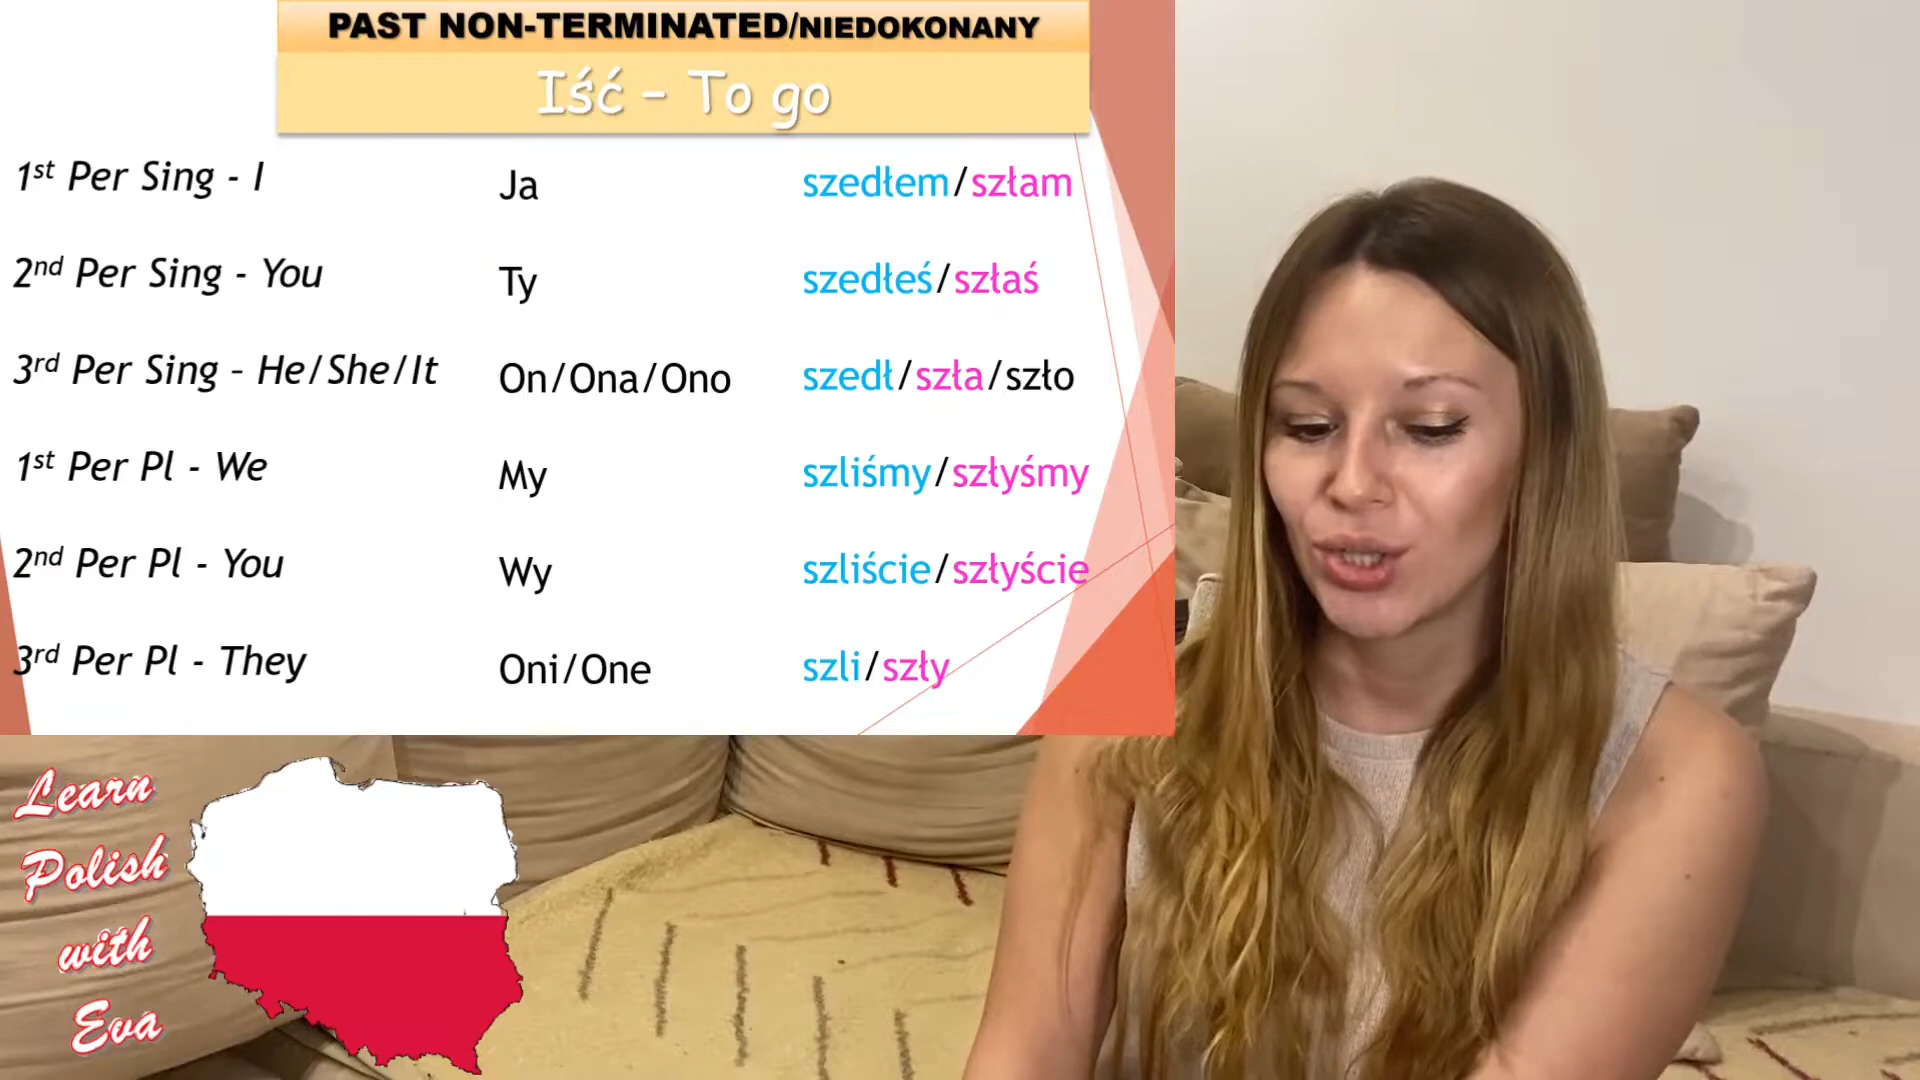 PAST NON-TERMINATED/NIEDOKONANY
Iść – To go
1st Per Sing - I Ja szedłem/szłam
2nd Per Sing - You Ty szedłeś/szłaś
3rd Per Sing – He/She/It On/Ona/Ono szedł/szła/szło
1st Per Pl - We My szliśmy/szłyśmy
2nd Per Pl - You Wy szliście/szłyście
3rd Per Pl - They Oni/One szli/szły
Learn
Polish
with
Eva